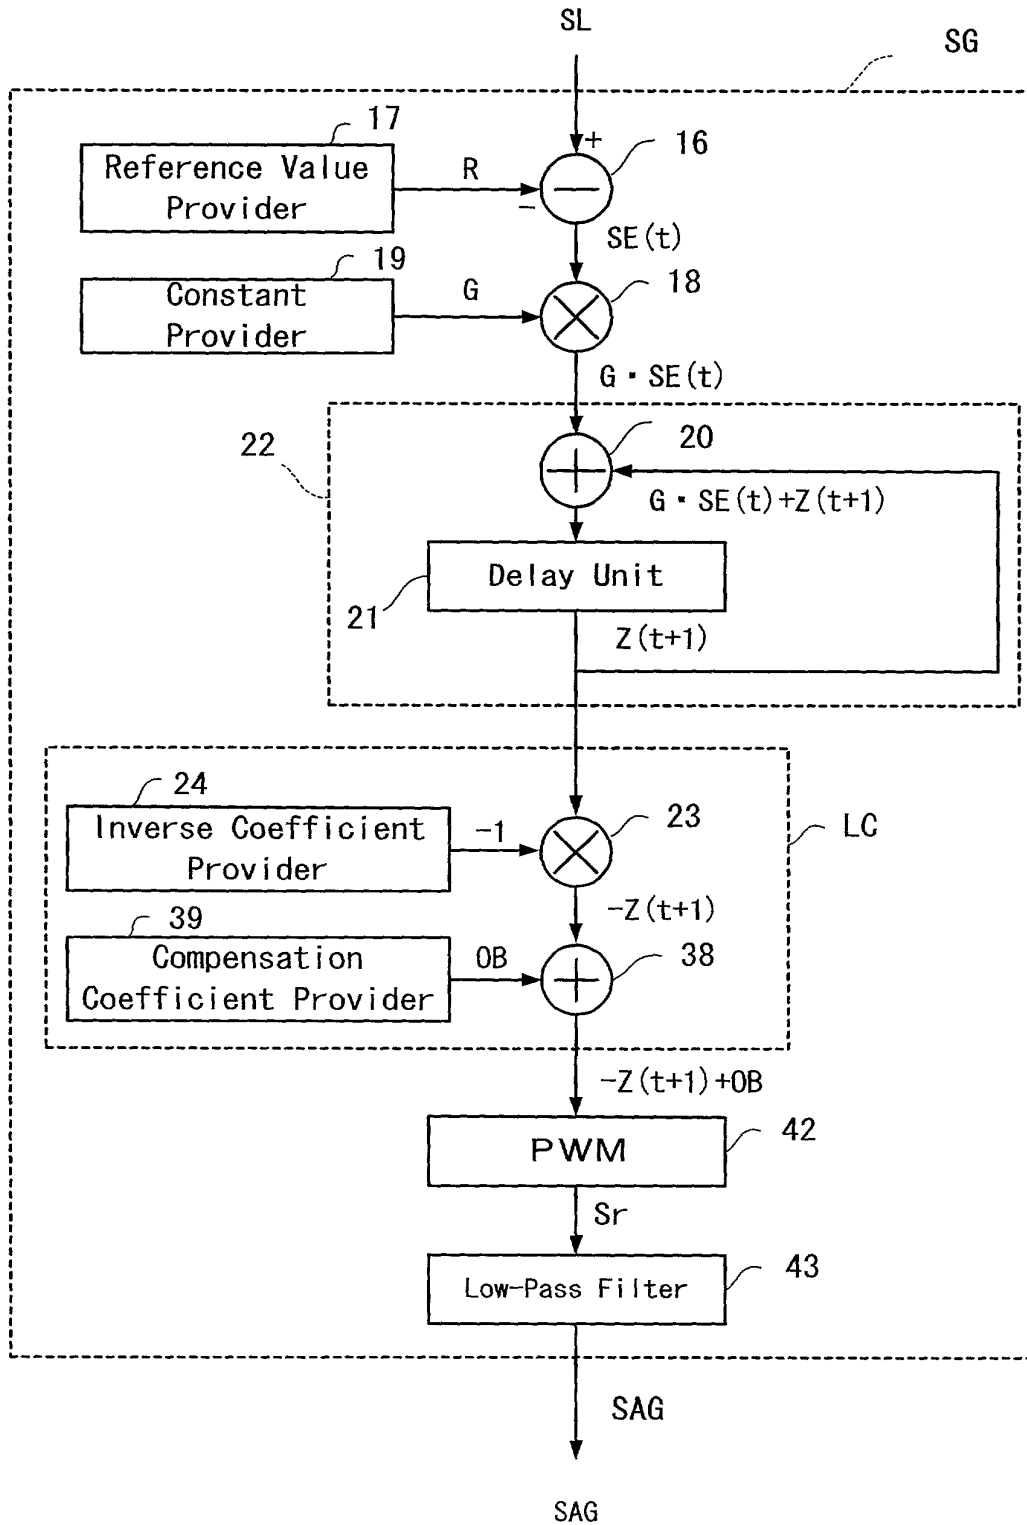 SL
SG
17
Reference Value
Provider
R
+
-
16
SE(t)
19
Constant
Provider
G
18
G・SE(t)
22
20
G・SE(t)+Z(t+1)
Delay Unit
21
Z(t+1)
24
Inverse Coefficient
Provider
-1
23
LC
-Z(t+1)
39
Compensation
Coefficient Provider
OB
38
-Z(t+1)+OB
PWM
42
Sr
Low-Pass Filter
43
SAG
SAG